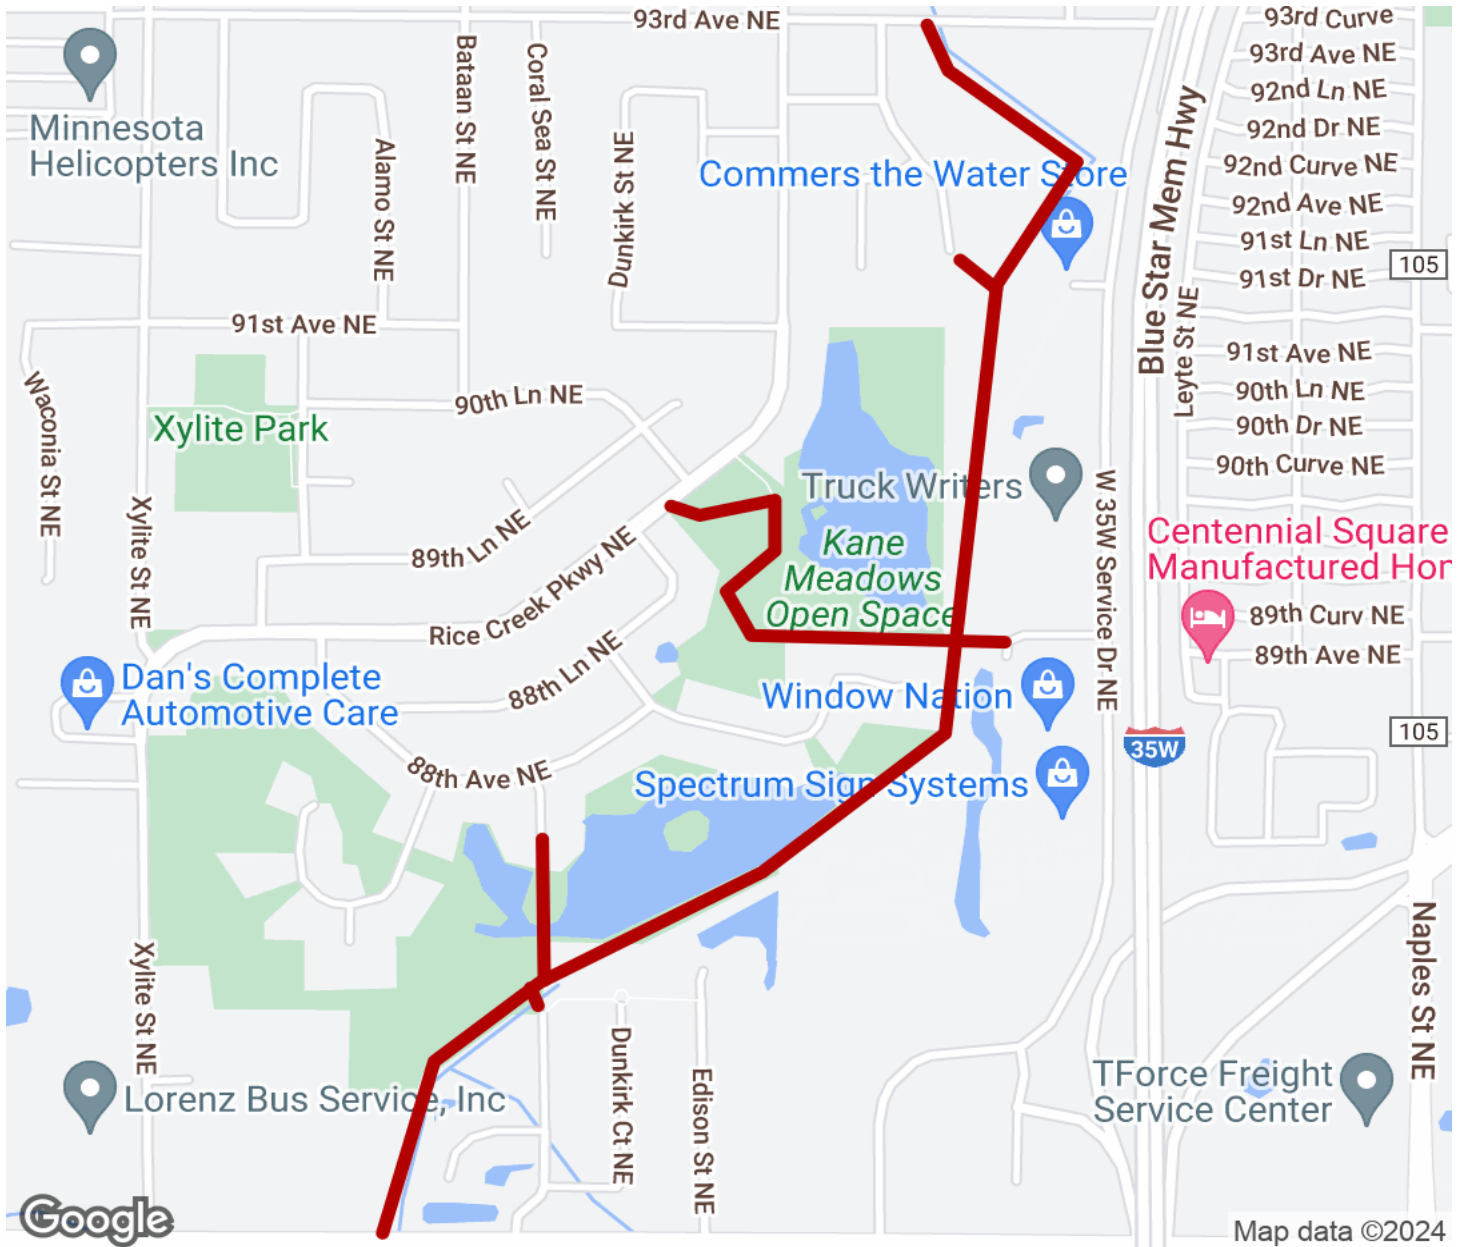 93rd Ave NE
93rd Curve
93rd Ave NE
92nd Ln NE
92nd Dr NE
92nd Curve NE
92nd Ave NE
91st Ln NE
91st Dr NE
105
Minnesota
Helicopters Inc
Bataan St NE
Coral Sea St NE
Alamo St NE
Dunkirk St NE
Commers the Water Store
Blue Star Mem Hwy
Leyte St NE
91st Ave NE
91st Ave NE
90th Ln NE
90th Dr NE
90th Curve NE
Waconia St NE
Xylite Park
90th Ln NE
Truck Writers
W 35W Service Dr NE
Xylite St NE
89th Ln NE
Rice Creek Pkwy NE
Kane
Meadows
Open Space
Centennial Square
Manufactured Hom
89th Curv NE
89th Ave NE
Dan's Complete
Automotive Care
88th Ln NE
Window Nation
105
35W
88th Ave NE
Spectrum Sign Systems
Xylite St NE
Naples St NE
Lorenz Bus Service, Inc
Dunkirk Ct NE
Edison St NE
TForce Freight
Service Center
Google
Map data ©2024